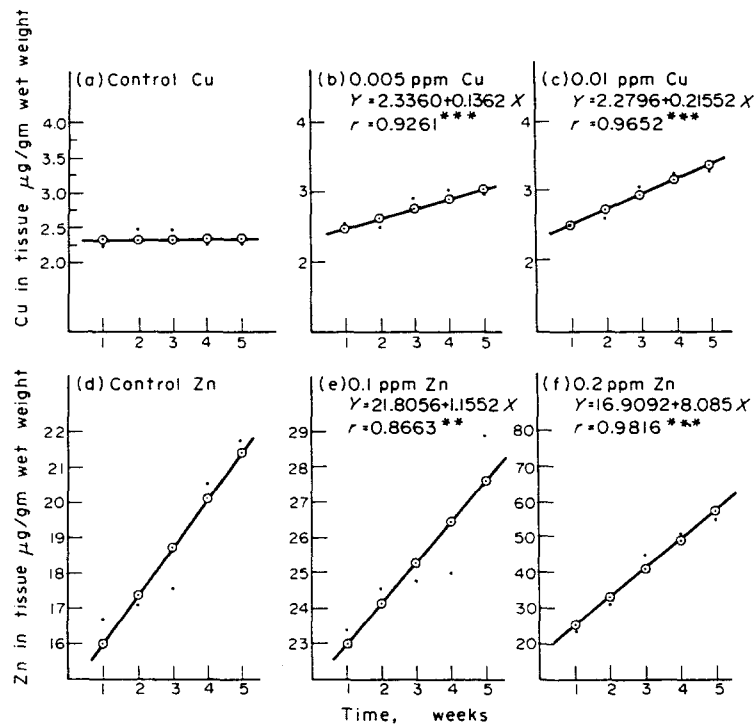 Cu in tissue µg/gm wet weight
(a) Control Cu
4.0
3.5
3.0
2.5
2.0
1 2 3 4 5
(b) 0.005 ppm Cu
Y = 2.3360+0.1362 X
r = 0.9261***
4
3
2
1 2 3 4 5
(c) 0.01 ppm Cu
Y = 2.2796+0.21552 X
r = 0.9652***
4
3
2
1 2 3 4 5
Zn in tissue µg/gm wet weight
(d) Control Zn
22
21
20
19
18
17
16
1 2 3 4 5
(e) 0.1 ppm Zn
Y = 21.8056+1.1552 X
r = 0.8663**
29
28
27
26
25
24
23
1 2 3 4 5
(f) 0.2 ppm Zn
Y = 16.9092+8.085 X
r = 0.9816***
80
70
60
50
40
30
20
1 2 3 4 5
Time, weeks